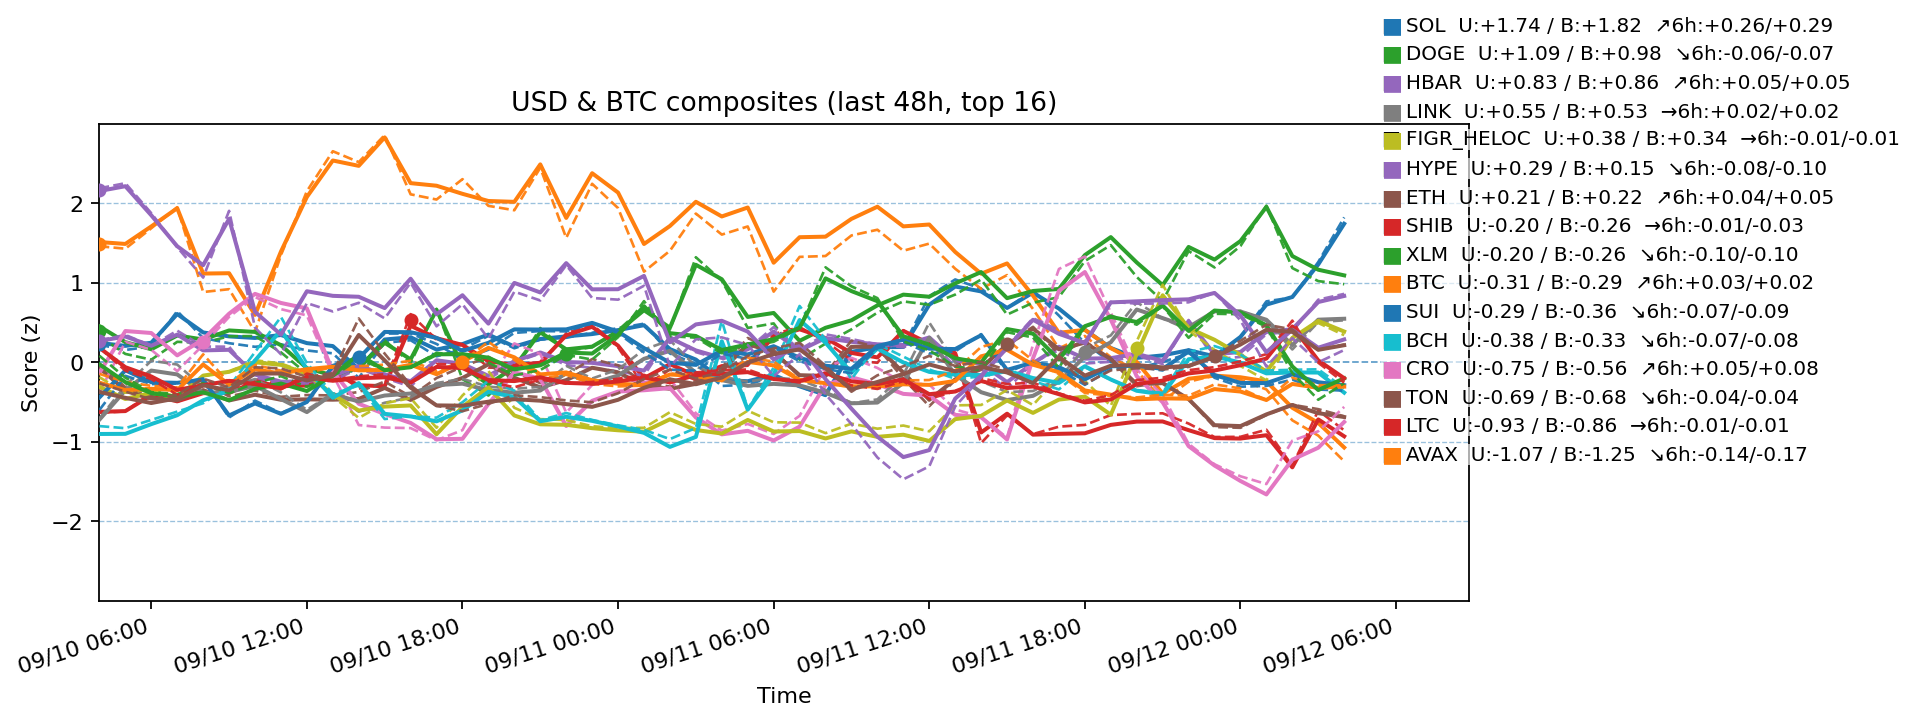 SOL  U:+1.74 / B:+1.82  ↗6h:+0.26/+0.29
DOGE  U:+1.09 / B:+0.98  ↘6h:-0.06/-0.07
HBAR  U:+0.83 / B:+0.86  ↗6h:+0.05/+0.05
LINK  U:+0.55 / B:+0.53  →6h:+0.02/+0.02
FIGR_HELOC  U:+0.38 / B:+0.34  →6h:-0.01/-0.01
HYPE  U:+0.29 / B:+0.15  ↘6h:-0.08/-0.10
ETH  U:+0.21 / B:+0.22  ↗6h:+0.04/+0.05
SHIB  U:-0.20 / B:-0.26  →6h:-0.01/-0.03
XLM  U:-0.20 / B:-0.26  ↘6h:-0.10/-0.10
BTC  U:-0.31 / B:-0.29  ↗6h:+0.03/+0.02
SUI  U:-0.29 / B:-0.36  ↘6h:-0.07/-0.09
BCH  U:-0.38 / B:-0.33  ↘6h:-0.07/-0.08
CRO  U:-0.75 / B:-0.56  ↗6h:+0.05/+0.08
TON  U:-0.69 / B:-0.68  ↘6h:-0.04/-0.04
LTC  U:-0.93 / B:-0.86  →6h:-0.01/-0.01
AVAX  U:-1.07 / B:-1.25  ↘6h:-0.14/-0.17
USD & BTC composites (last 48h, top 16)
Score (z)
2
1
0
−1
−2
09/10 06:00
09/10 12:00
09/10 18:00
09/11 00:00
09/11 06:00
09/11 12:00
09/11 18:00
09/12 00:00
09/12 06:00
Time